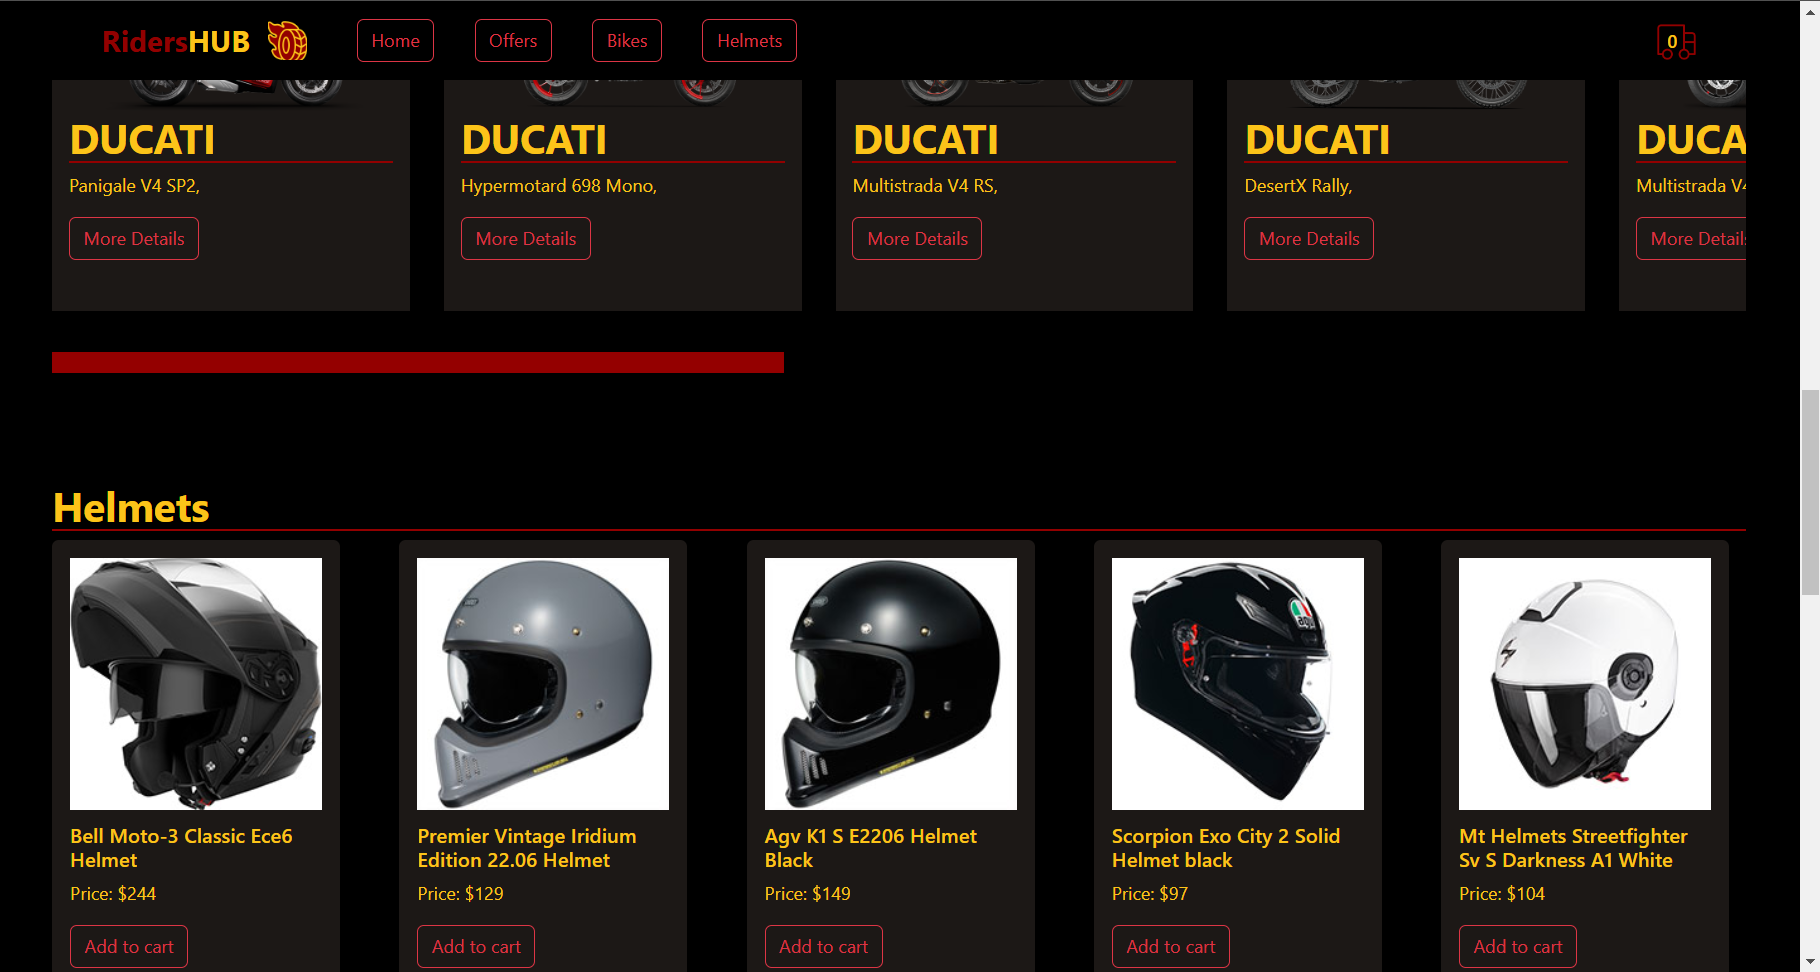 RidersHUB
Home
Offers
Bikes
Helmets
0
DUCATI
Panigale V4 SP2,
More Details
DUCATI
Hypermotard 698 Mono,
More Details
DUCATI
Multistrada V4 RS,
More Details
DUCATI
DesertX Rally,
More Details
DUCA
Multistrada V4
More Detail
Helmets
Bell Moto-3 Classic Ece6
Helmet
Price: $244
Add to cart
Premier Vintage Iridium
Edition 22.06 Helmet
Price: $129
Add to cart
Agv K1 S E2206 Helmet
Black
Price: $149
Add to cart
agv
Scorpion Exo City 2 Solid
Helmet black
Price: $97
Add to cart
Mt Helmets Streetfighter
Sv S Darkness A1 White
Price: $104
Add to cart